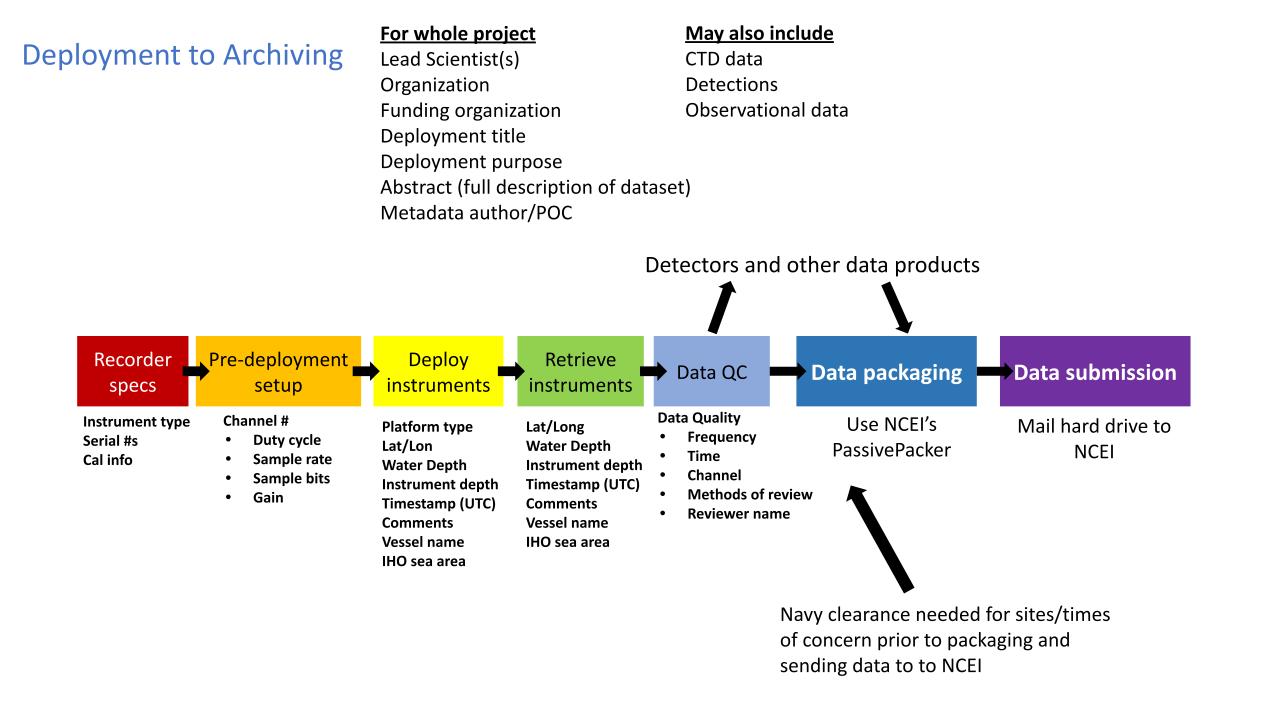 Deployment to Archiving
For whole project
Lead Scientist(s)
Organization
Funding organization
Deployment title
Deployment purpose
Abstract (full description of dataset)
Metadata author/POC
May also include
CTD data
Detections
Observational data
Detectors and other data products
Recorder
specs
Pre-deployment
setup
Deploy
instruments
Retrieve
instruments
Data QC
Data packaging
Data submission
Instrument type
Serial #s
Cal info
Channel #
• Duty cycle
• Sample rate
• Sample bits
• Gain
Platform type
Lat/Lon
Water Depth
Instrument depth
Timestamp (UTC)
Comments
Vessel name
IHO sea area
Lat/Long
Water Depth
Instrument depth
Timestamp (UTC)
Comments
Vessel name
IHO sea area
Data Quality
• Frequency
• Time
• Channel
• Methods of review
• Reviewer name
Use NCEI’s
PassivePacker
Mail hard drive to
NCEI
Navy clearance needed for sites/times
of concern prior to packaging and
sending data to to NCEI